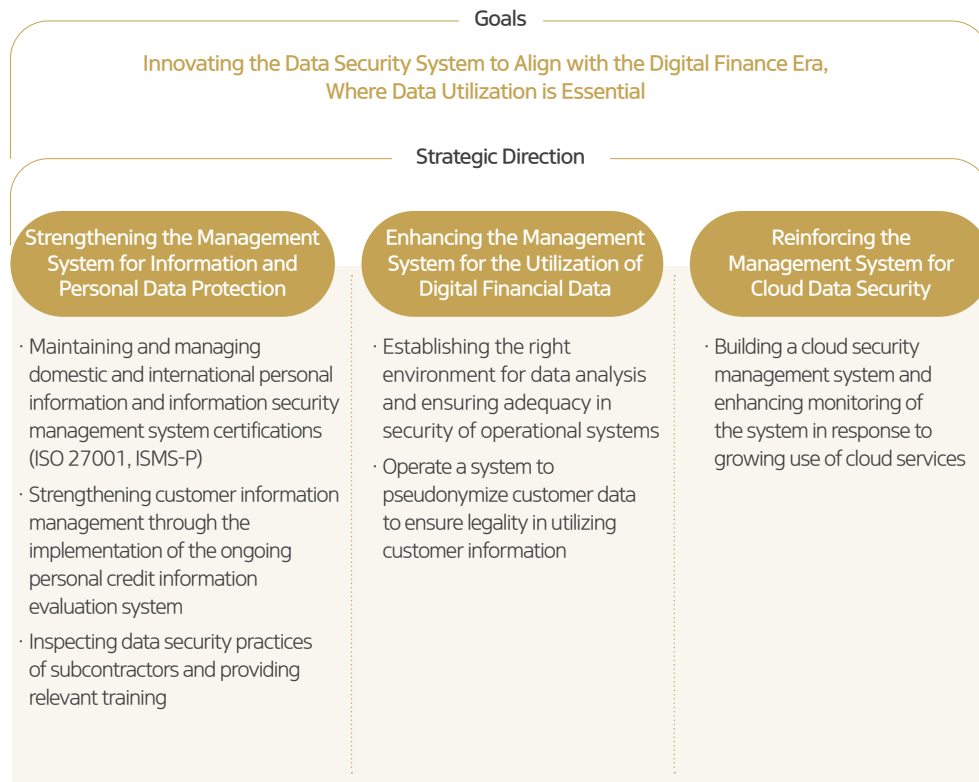 Goals
Innovating the Data Security System to Align with the Digital Finance Era,
Where Data Utilization is Essential
Strategic Direction
Strengthening the Management
System for Information and
Personal Data Protection
· Maintaining and managing
domestic and international personal
information and information security
management system certifications
(ISO 27001, ISMS-P)
· Strengthening customer information
management through the
implementation of the ongoing
personal credit information
evaluation system
· Inspecting data security practices
of subcontractors and providing
relevant training
Enhancing the Management
System for the Utilization of
Digital Financial Data
· Establishing the right
environment for data analysis
and ensuring adequacy in
security of operational systems
· Operate a system to
pseudonymize customer data
to ensure legality in utilizing
customer information
Reinforcing the
Management System for
Cloud Data Security
· Building a cloud security
management system and
enhancing monitoring of
the system in response to
growing use of cloud services